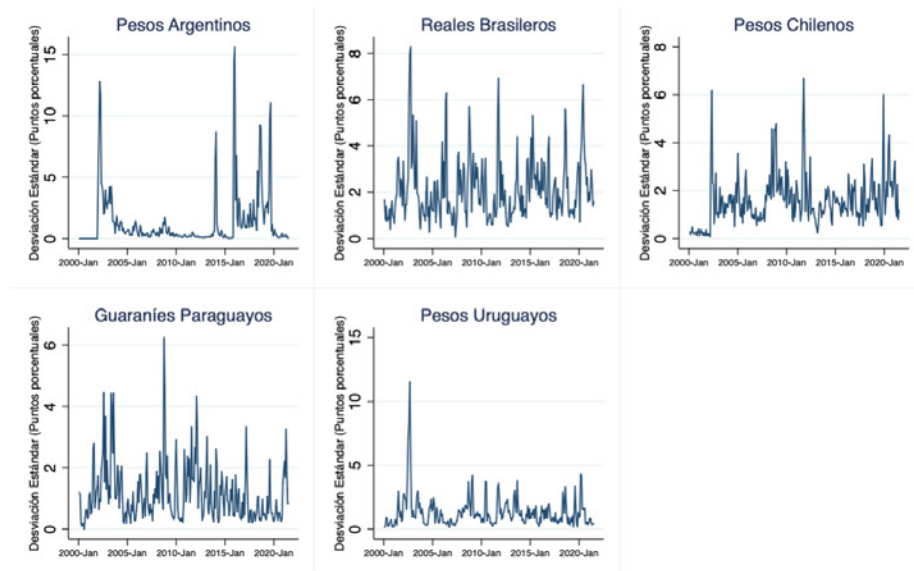 Pesos Argentinos
Desviación Estándar (Puntos porcentuales)
15
10
5
0
2000-Jan 2005-Jan 2010-Jan 2015-Jan 2020-Jan
Reales Brasileros
Desviación Estándar (Puntos porcentuales)
8
6
4
2
0
2000-Jan 2005-Jan 2010-Jan 2015-Jan 2020-Jan
Pesos Chilenos
Desviación Estándar (Puntos porcentuales)
8
6
4
2
0
2000-Jan 2005-Jan 2010-Jan 2015-Jan 2020-Jan
Guaraníes Paraguayos
Desviación Estándar (Puntos porcentuales)
6
4
2
0
2000-Jan 2005-Jan 2010-Jan 2015-Jan 2020-Jan
Pesos Uruguayos
Desviación Estándar (Puntos porcentuales)
15
10
5
0
2000-Jan 2005-Jan 2010-Jan 2015-Jan 2020-Jan